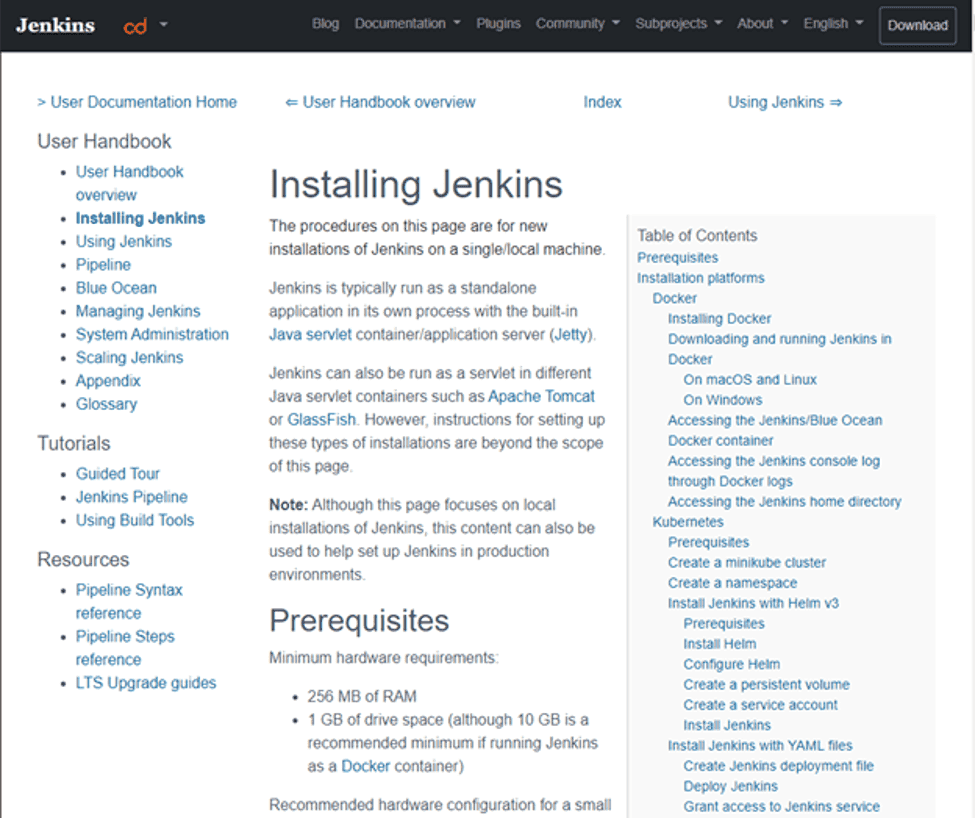 Jenkins cd Blog Documentation Plugins Community Subprojects About English Download
> User Documentation Home ⇐ User Handbook overview Index Using Jenkins ⇒
User Handbook
• User Handbook
overview
• Installing Jenkins
• Using Jenkins
• Pipeline
• Blue Ocean
• Managing Jenkins
• System Administration
• Scaling Jenkins
• Appendix
• Glossary
Tutorials
• Guided Tour
• Jenkins Pipeline
• Using Build Tools
Resources
• Pipeline Syntax
reference
• Pipeline Steps
reference
• LTS Upgrade guides
Installing Jenkins
The procedures on this page are for new
installations of Jenkins on a single/local machine.
Jenkins is typically run as a standalone
application in its own process with the built-in
Java servlet container/application server (Jetty).
Jenkins can also be run as a servlet in different
Java servlet containers such as Apache Tomcat
or GlassFish. However, instructions for setting up
these types of installations are beyond the scope
of this page.
Note: Although this page focuses on local
installations of Jenkins, this content can also be
used to help set up Jenkins in production
environments.
Prerequisites
Minimum hardware requirements:
• 256 MB of RAM
• 1 GB of drive space (although 10 GB is a
recommended minimum if running Jenkins
as a Docker container)
Recommended hardware configuration for a small
Table of Contents
Prerequisites
Installation platforms
Docker
Installing Docker
Downloading and running Jenkins in
Docker
On macOS and Linux
On Windows
Accessing the Jenkins/Blue Ocean
Docker container
Accessing the Jenkins console log
through Docker logs
Accessing the Jenkins home directory
Kubernetes
Prerequisites
Create a minikube cluster
Create a namespace
Install Jenkins with Helm v3
Prerequisites
Install Helm
Configure Helm
Create a persistent volume
Create a service account
Install Jenkins
Install Jenkins with YAML files
Create Jenkins deployment file
Deploy Jenkins
Grant access to Jenkins service